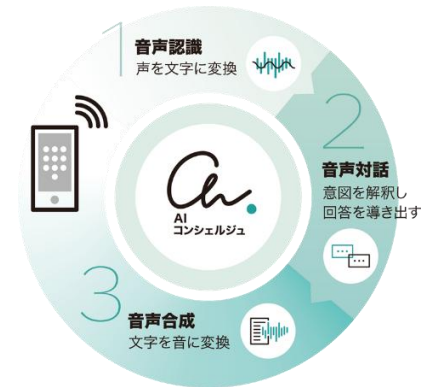 1
音声認識
声を文字に変換
2
音声対話
意図を解釈し
回答を導き出す
AI
コンシェルジュ
3
音声合成
文字を音に変換